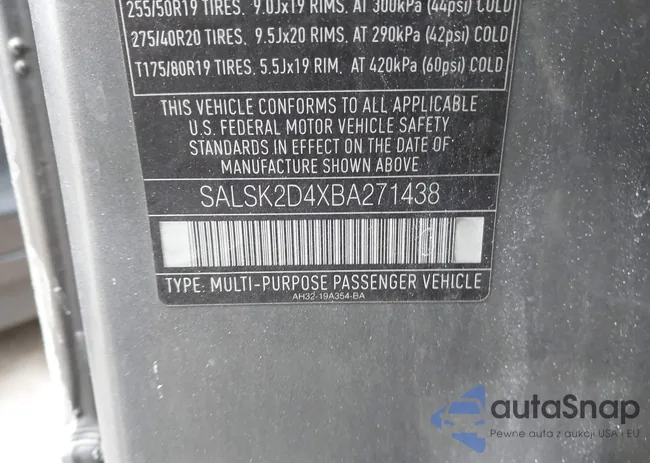 255/50R19 TIRES. 9.0Jx19 RIMS. AT 300kPa (44psi) COLD
275/40R20 TIRES. 9.5Jx20 RIMS. AT 290kPa (42psi) COLD
T175/80R19 TIRES. 5.5Jx19 RIM. AT 420kPa (60psi) COLD
THIS VEHICLE CONFORMS TO ALL APPLICABLE
U.S. FEDERAL MOTOR VEHICLE SAFETY
STANDARDS IN EFFECT ON THE DATE OF
MANUFACTURE SHOWN ABOVE
SALSK2D4XBA271438
TYPE: MULTI-PURPOSE PASSENGER VEHICLE
AH32-19A354-BA
autaSnap
Pewne auta z aukcji USA i EU